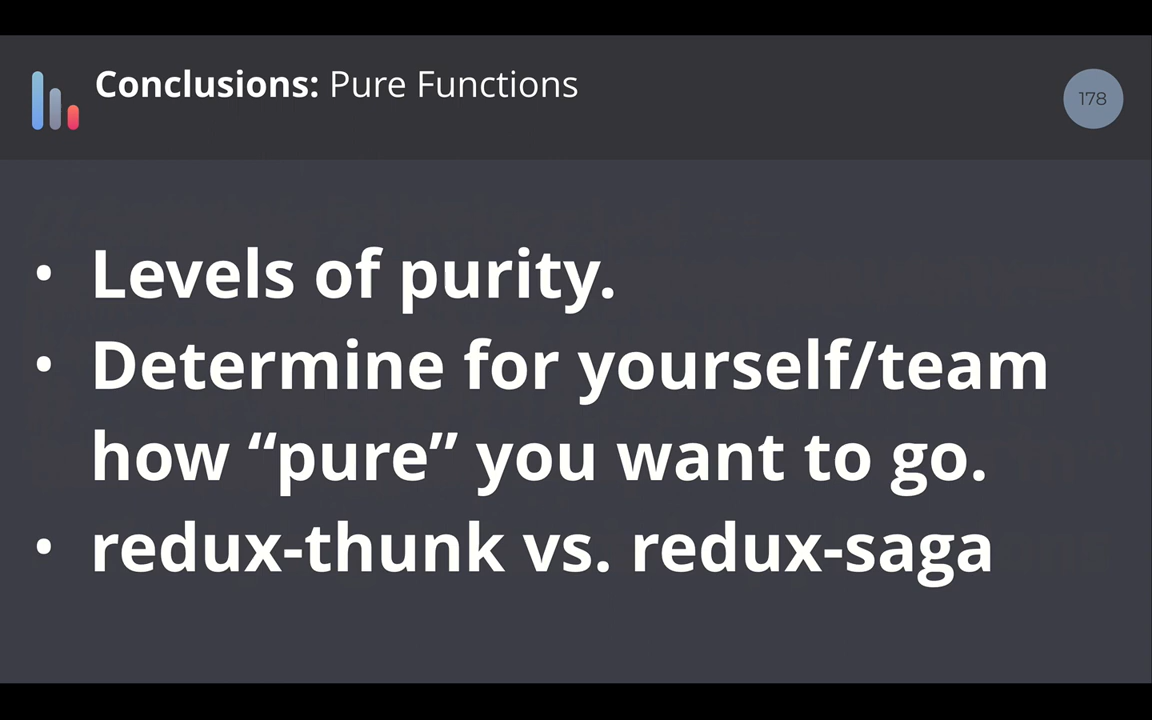 Conclusions: Pure Functions
178
• Levels of purity.
• Determine for yourself/team
how “pure” you want to go.
• redux-thunk vs. redux-saga